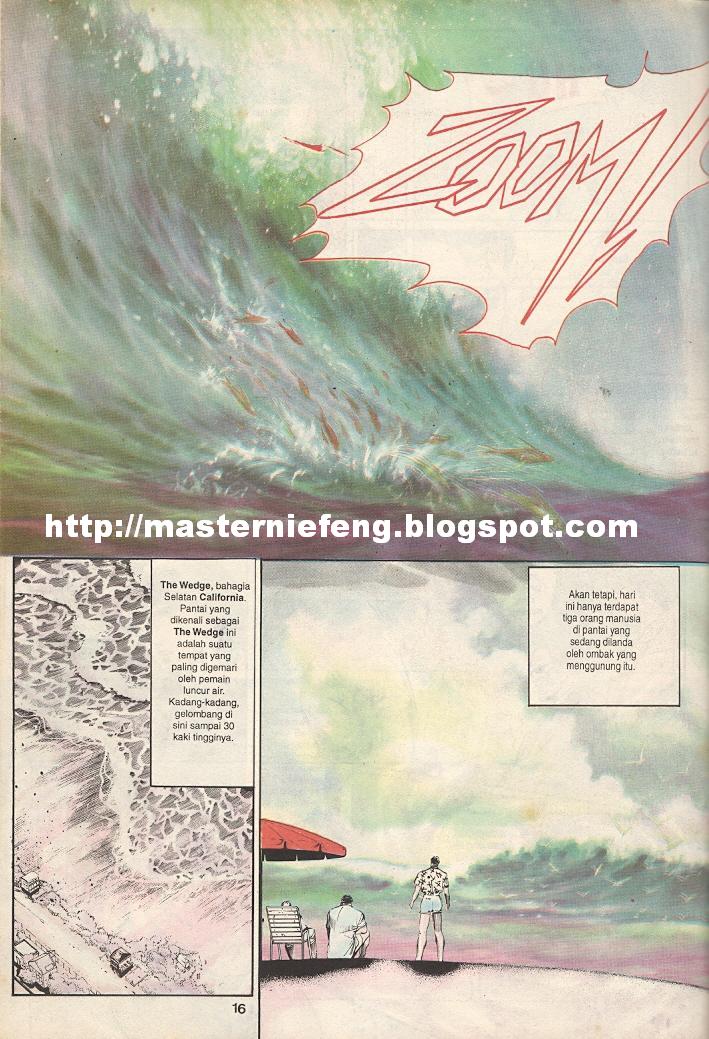 ZOOM!
http://masterniefeng.blogspot.com
The Wedge, bahagia
Selatan California.
Pantai yang
dikenali sebagai
The Wedge ini
adalah suatu
tempat yang
paling digemari
oleh pemain
luncur air.
Kadang-kadang,
gelombang di
sini sampai 30
kaki tingginya.
Akan tetapi, hari
ini hanya terdapat
tiga orang manusia
di pantai yang
sedang dilanda
oleh ombak yang
menggunung itu.
16